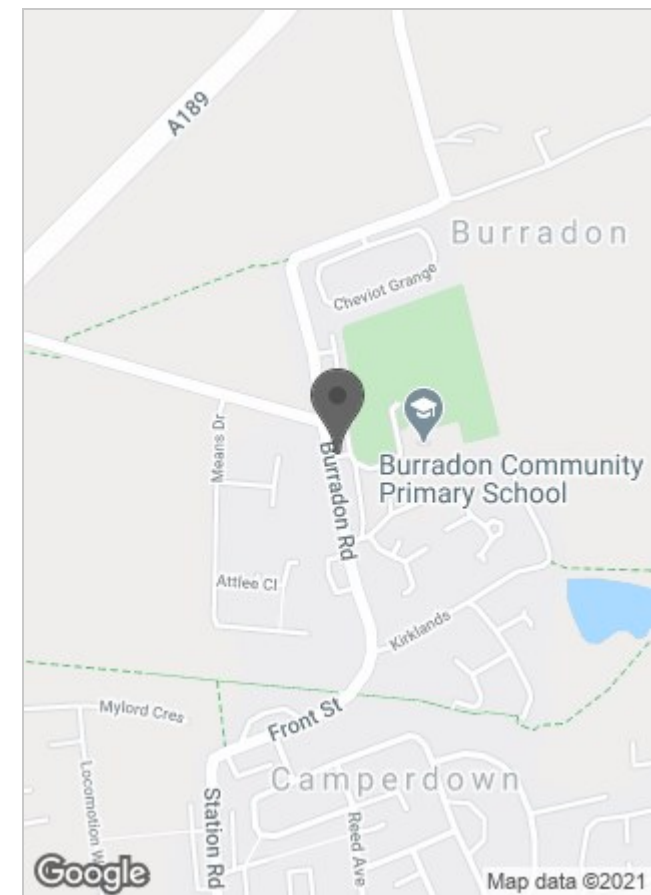 A189
Burradon
Cheviot Grange
Means Dr
Burradon Rd
Burradon Community
Primary School
Attlee Cl
Kirklands
Mylord Cres
Front St
Camperdown
Locomotion W
Station Rd
Reed Ave
Google
Map data ©2021